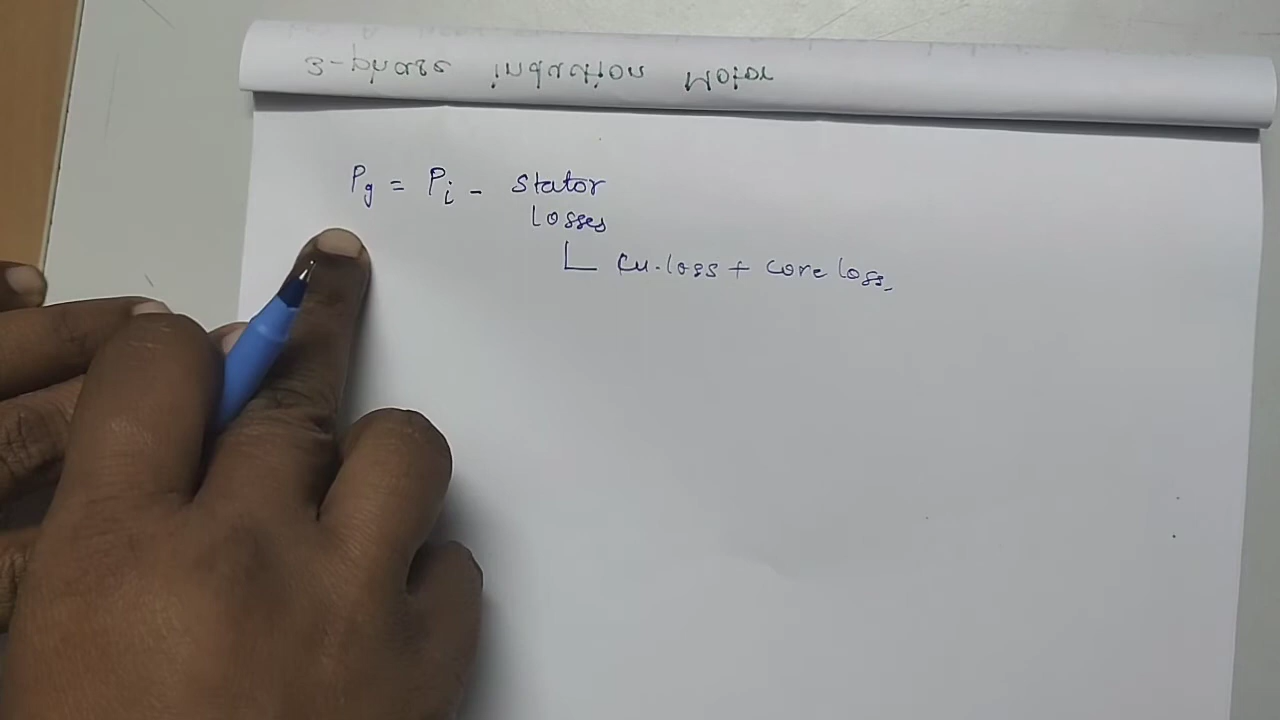 3-phase induction Motor
Pg = Pi - Stator
Losses
Cu.loss + core loss